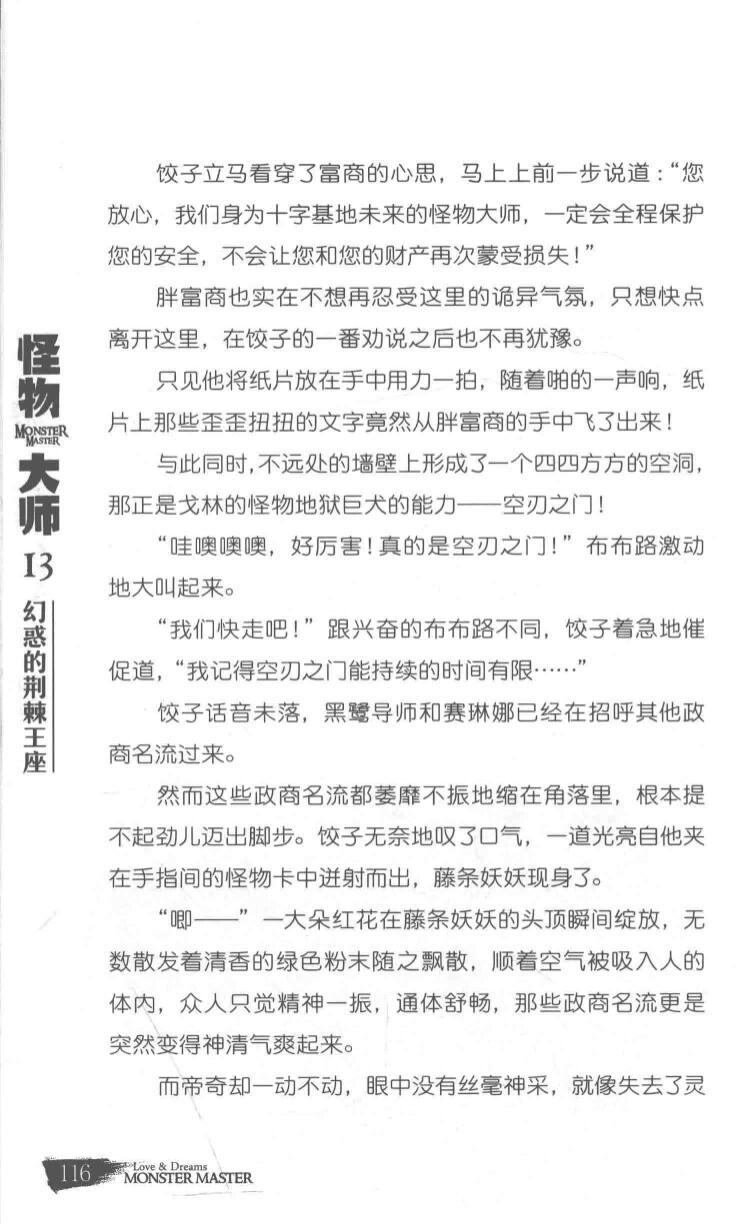 饺子立马看穿了富商的心思，马上上前一步说道：“您
放心，我们身为十字基地未来的怪物大师，一定会全程保护
您的安全，不会让您和您的财产再次蒙受损失！”
胖富商也实在不想再忍受这里的诡异气氛，只想快点
离开这里，在饺子的一番劝说之后也不再犹豫。
只见他将纸片放在手中用力一拍，随着啪的一声响，纸
片上那些歪歪扭扭的文字竟然从胖富商的手中飞了出来！
与此同时，不远处的墙壁上形成了一个四四方方的空洞，
那正是戈林的怪物地狱巨犬的能力——空刃之门！
“哇噢噢噢，好厉害！真的是空刃之门！”布布路激动
地大叫起来。
“我们快走吧！”跟兴奋的布布路不同，饺子着急地催
促道，“我记得空刃之门能持续的时间有限……”
饺子话音未落，黑鹭导师和赛琳娜已经在招呼其他政
商名流过来。
然而这些政商名流都萎靡不振地缩在角落里，根本提
不起劲儿迈出脚步。饺子无奈地叹了口气，一道光亮自他夹
在手指间的怪物卡中迸射而出，藤条妖妖现身了。
“唧——”一大朵红花在藤条妖妖的头顶瞬间绽放，无
数散发着清香的绿色粉末随之飘散，顺着空气被吸入人的
体内，众人只觉精神一振，通体舒畅，那些政商名流更是
突然变得神清气爽起来。
而帝奇却一动不动，眼中没有丝毫神采，就像失去了灵
怪物
MONSTER
MASTER
大师
13
幻惑的荆棘王座
116
Love & Dreams
MONSTER MASTER